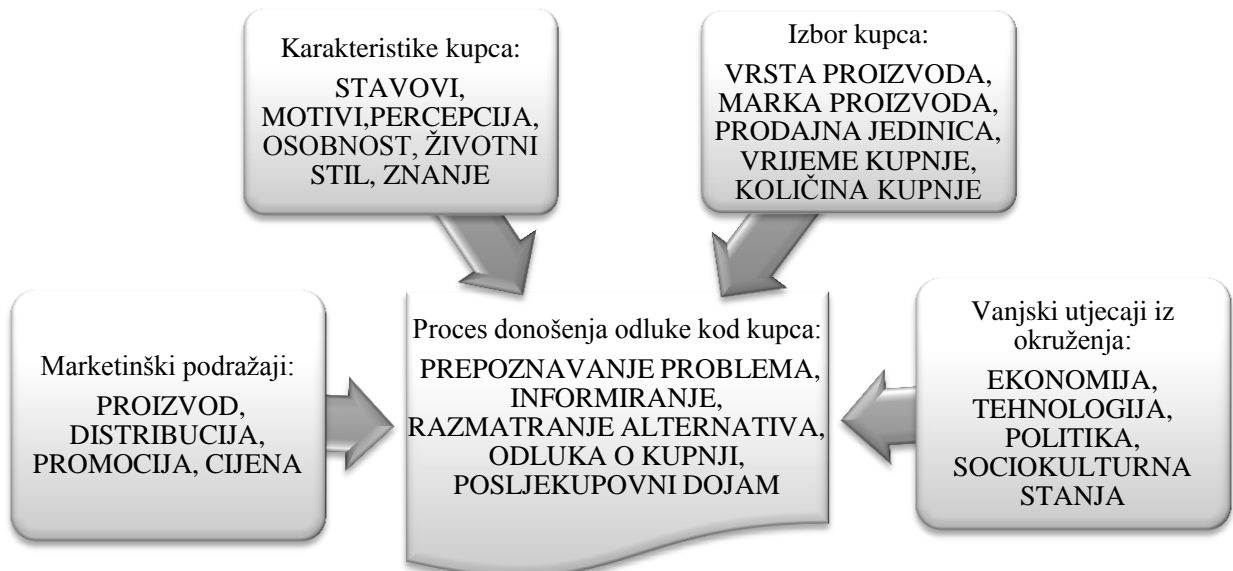 Karakteristike kupca:
STAVOVI,
MOTIVI,PERCEPCIJA,
OSOBNOST, ŽIVOTNI
STIL, ZNANJE
Izbor kupca:
VRSTA PROIZVODA,
MARKA PROIZVODA,
PRODAJNA JEDINICA,
VRIJEME KUPNJE,
KOLIČINA KUPNJE
Marketinški podražaji:
PROIZVOD,
DISTRIBUCIJA,
PROMOCIJA, CIJENA
Proces donošenja odluke kod kupca:
PREPOZNAVANJE PROBLEMA,
INFORMIRANJE,
RAZMATRANJE ALTERNATIVA,
ODLUKA O KUPNJI,
POSLJEKUPOVNI DOJAM
Vanjski utjecaji iz
okruženja:
EKONOMIJA,
TEHNOLOGIJA,
POLITIKA,
SOCIOKULTURNA
STANJA